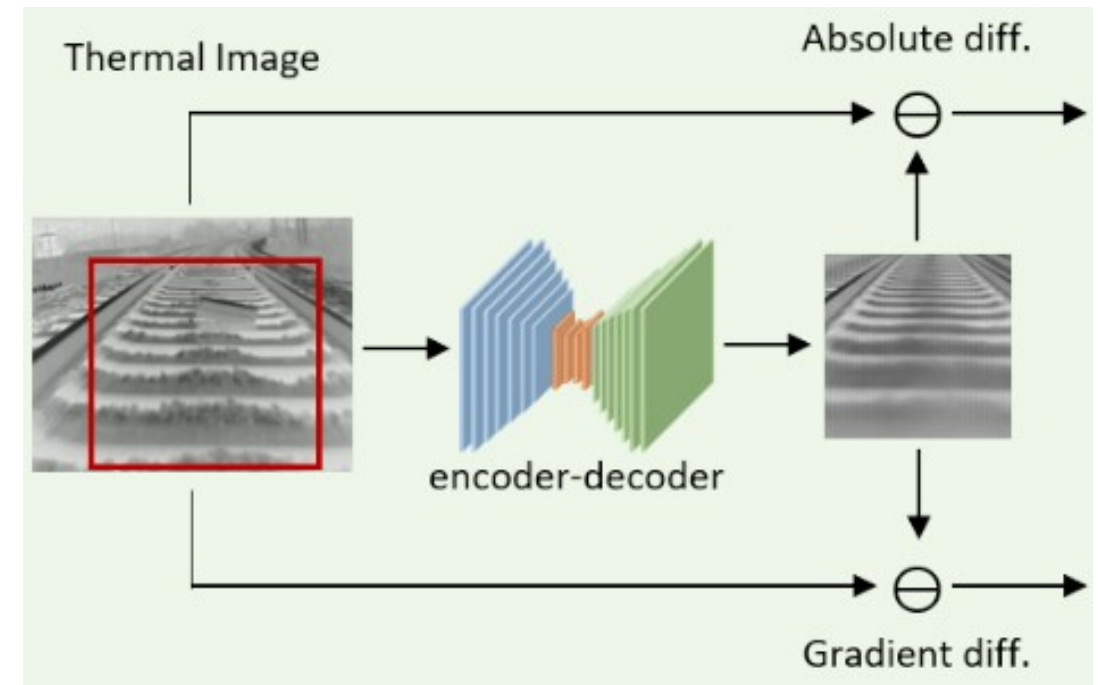 Thermal Image
Absolute diff.
encoder-decoder
Gradient diff.